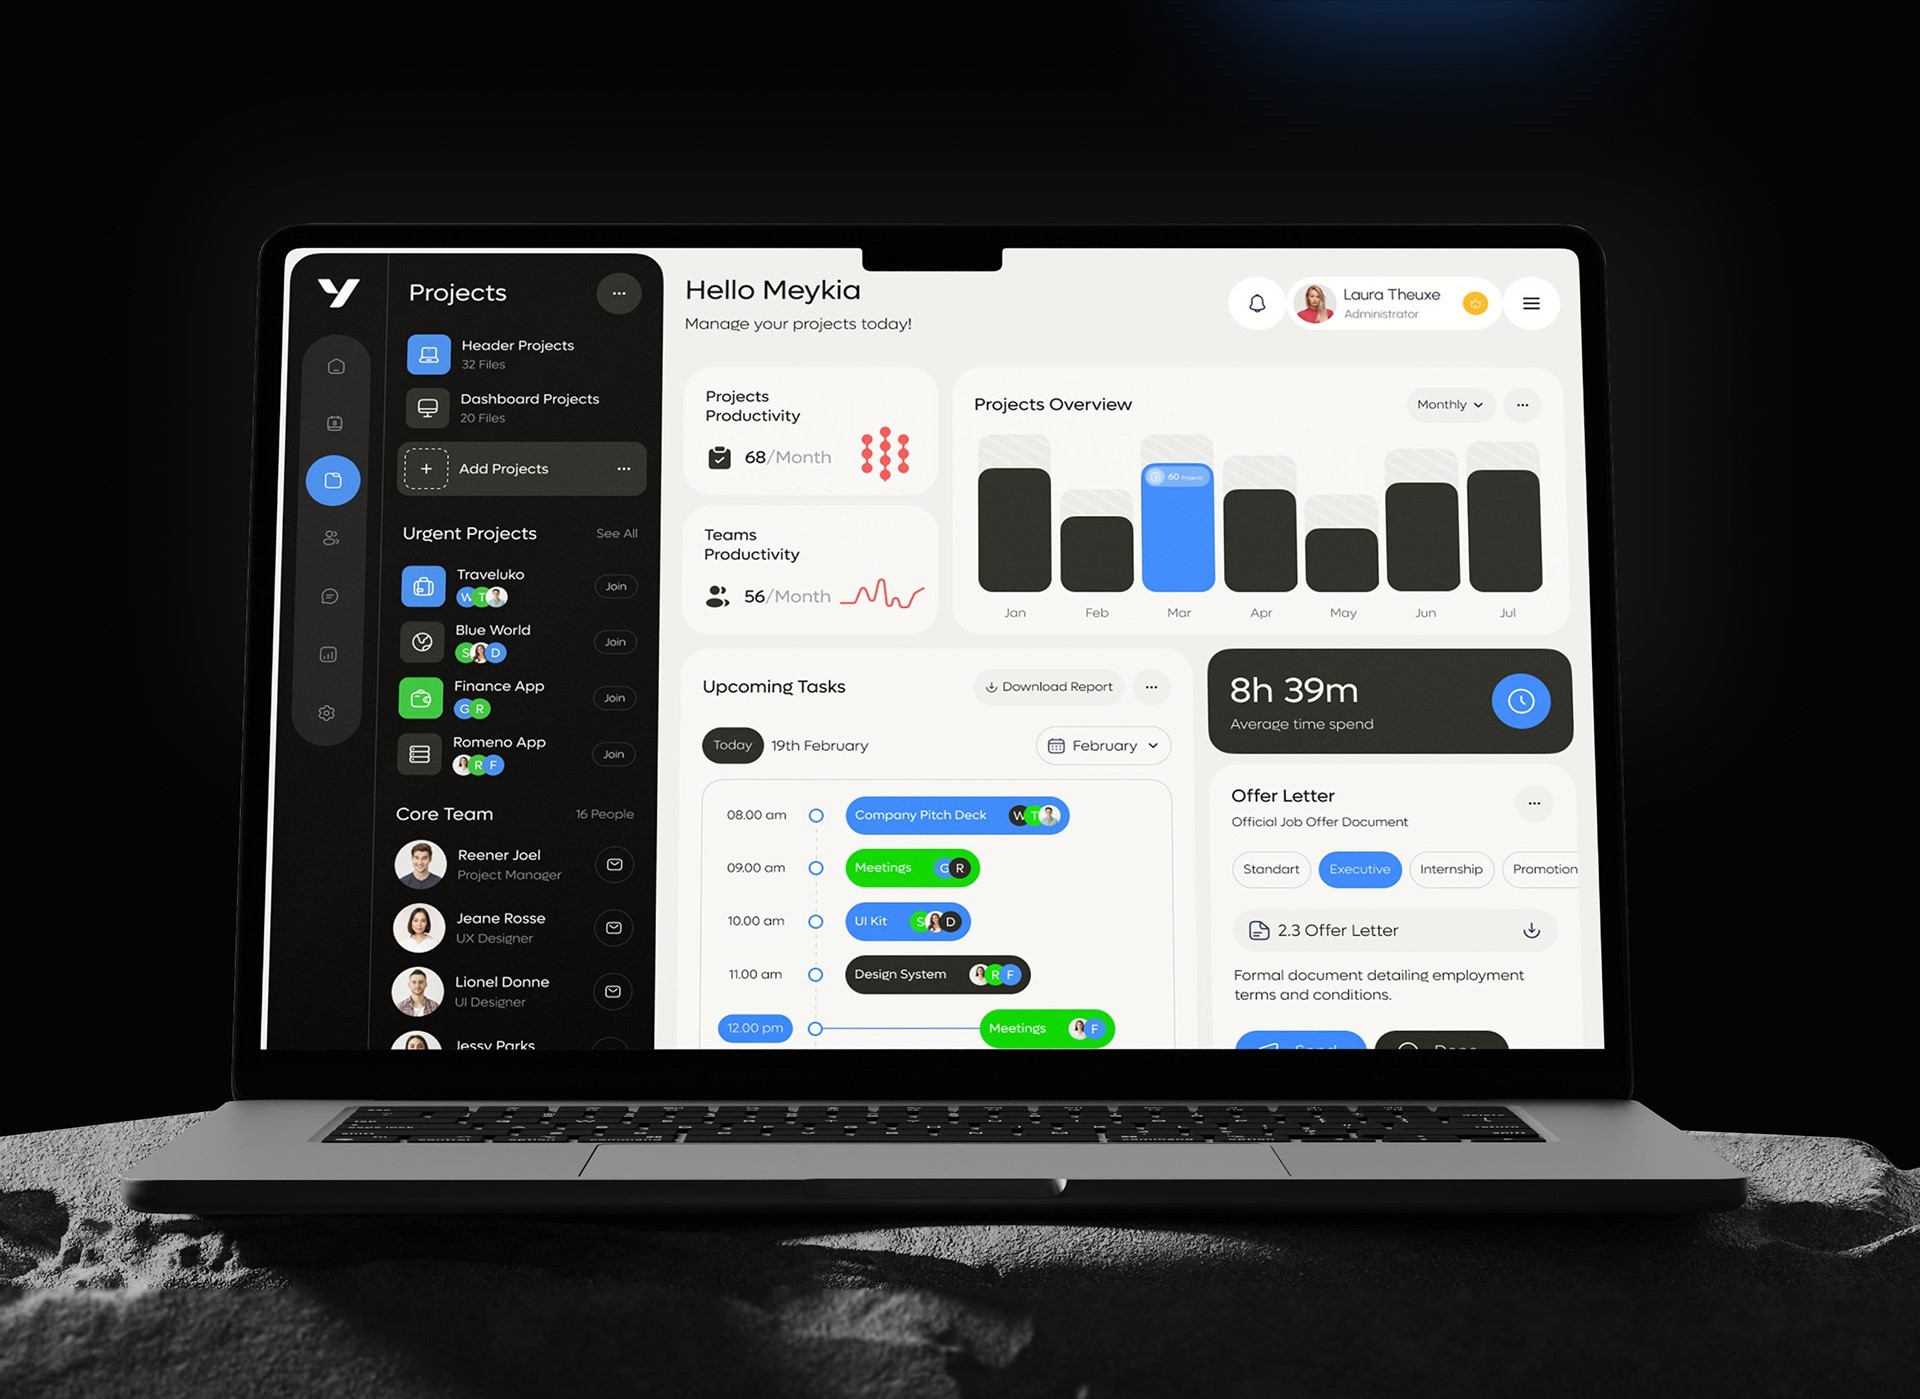 Projects
Header Projects
32 Files
Dashboard Projects
20 Files
Add Projects
Urgent Projects
See All
Traveluko
W T
Join
Blue World
S D
Join
Finance App
G R
Join
Romeno App
R F
Join
Core Team
16 People
Reener Joel
Project Manager
Jeane Rosse
UX Designer
Lionel Donne
UI Designer
Jessy Parks
Hello Meykia
Manage your projects today!
Laura Theuxe
Administrator
Projects
Productivity
68/Month
Teams
Productivity
56/Month
Projects Overview
Monthly
60 Projects
Jan
Feb
Mar
Apr
May
Jun
Jul
Upcoming Tasks
Download Report
Today
19th February
February
08.00 am
Company Pitch Deck
W T
09.00 am
Meetings
G R
10.00 am
UI Kit
S D
11.00 am
Design System
R F
12.00 pm
Meetings
F
8h 39m
Average time spend
Offer Letter
Official Job Offer Document
Standart
Executive
Internship
Promotion
2.3 Offer Letter
Formal document detailing employment
terms and conditions.
Send
Done
command
option
command
option